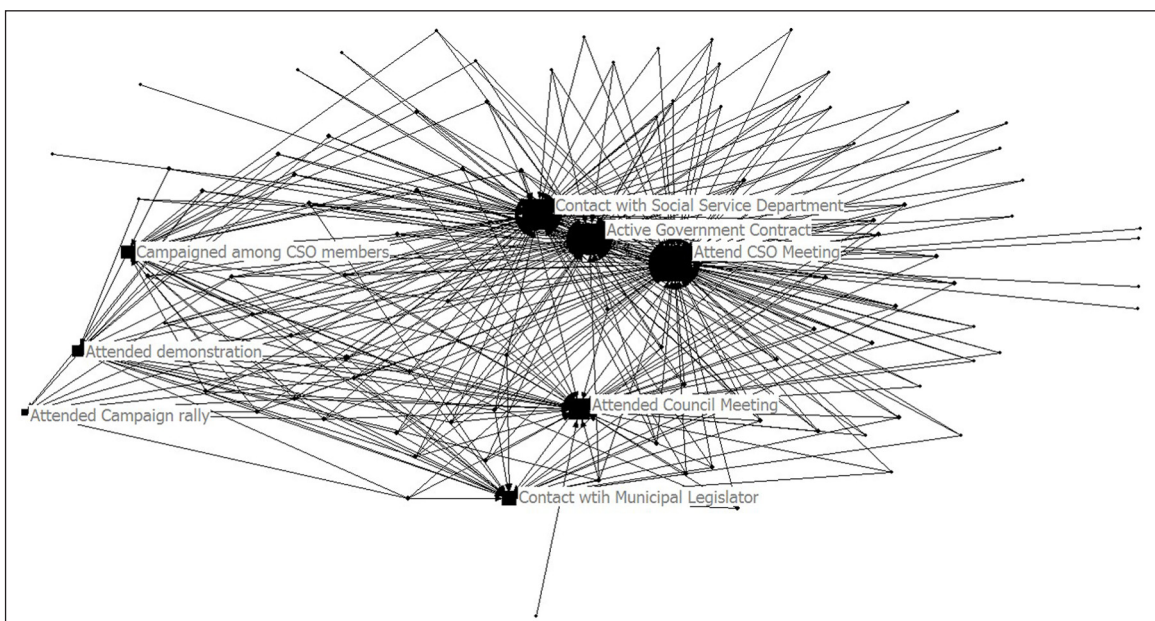 Contact with Social Service Department
Active Government Contract
Attend CSO Meeting
Campaigned among CSO members
Attended demonstration
Attended Council Meeting
Attended Campaign rally
Contact wtih Municipal Legislator